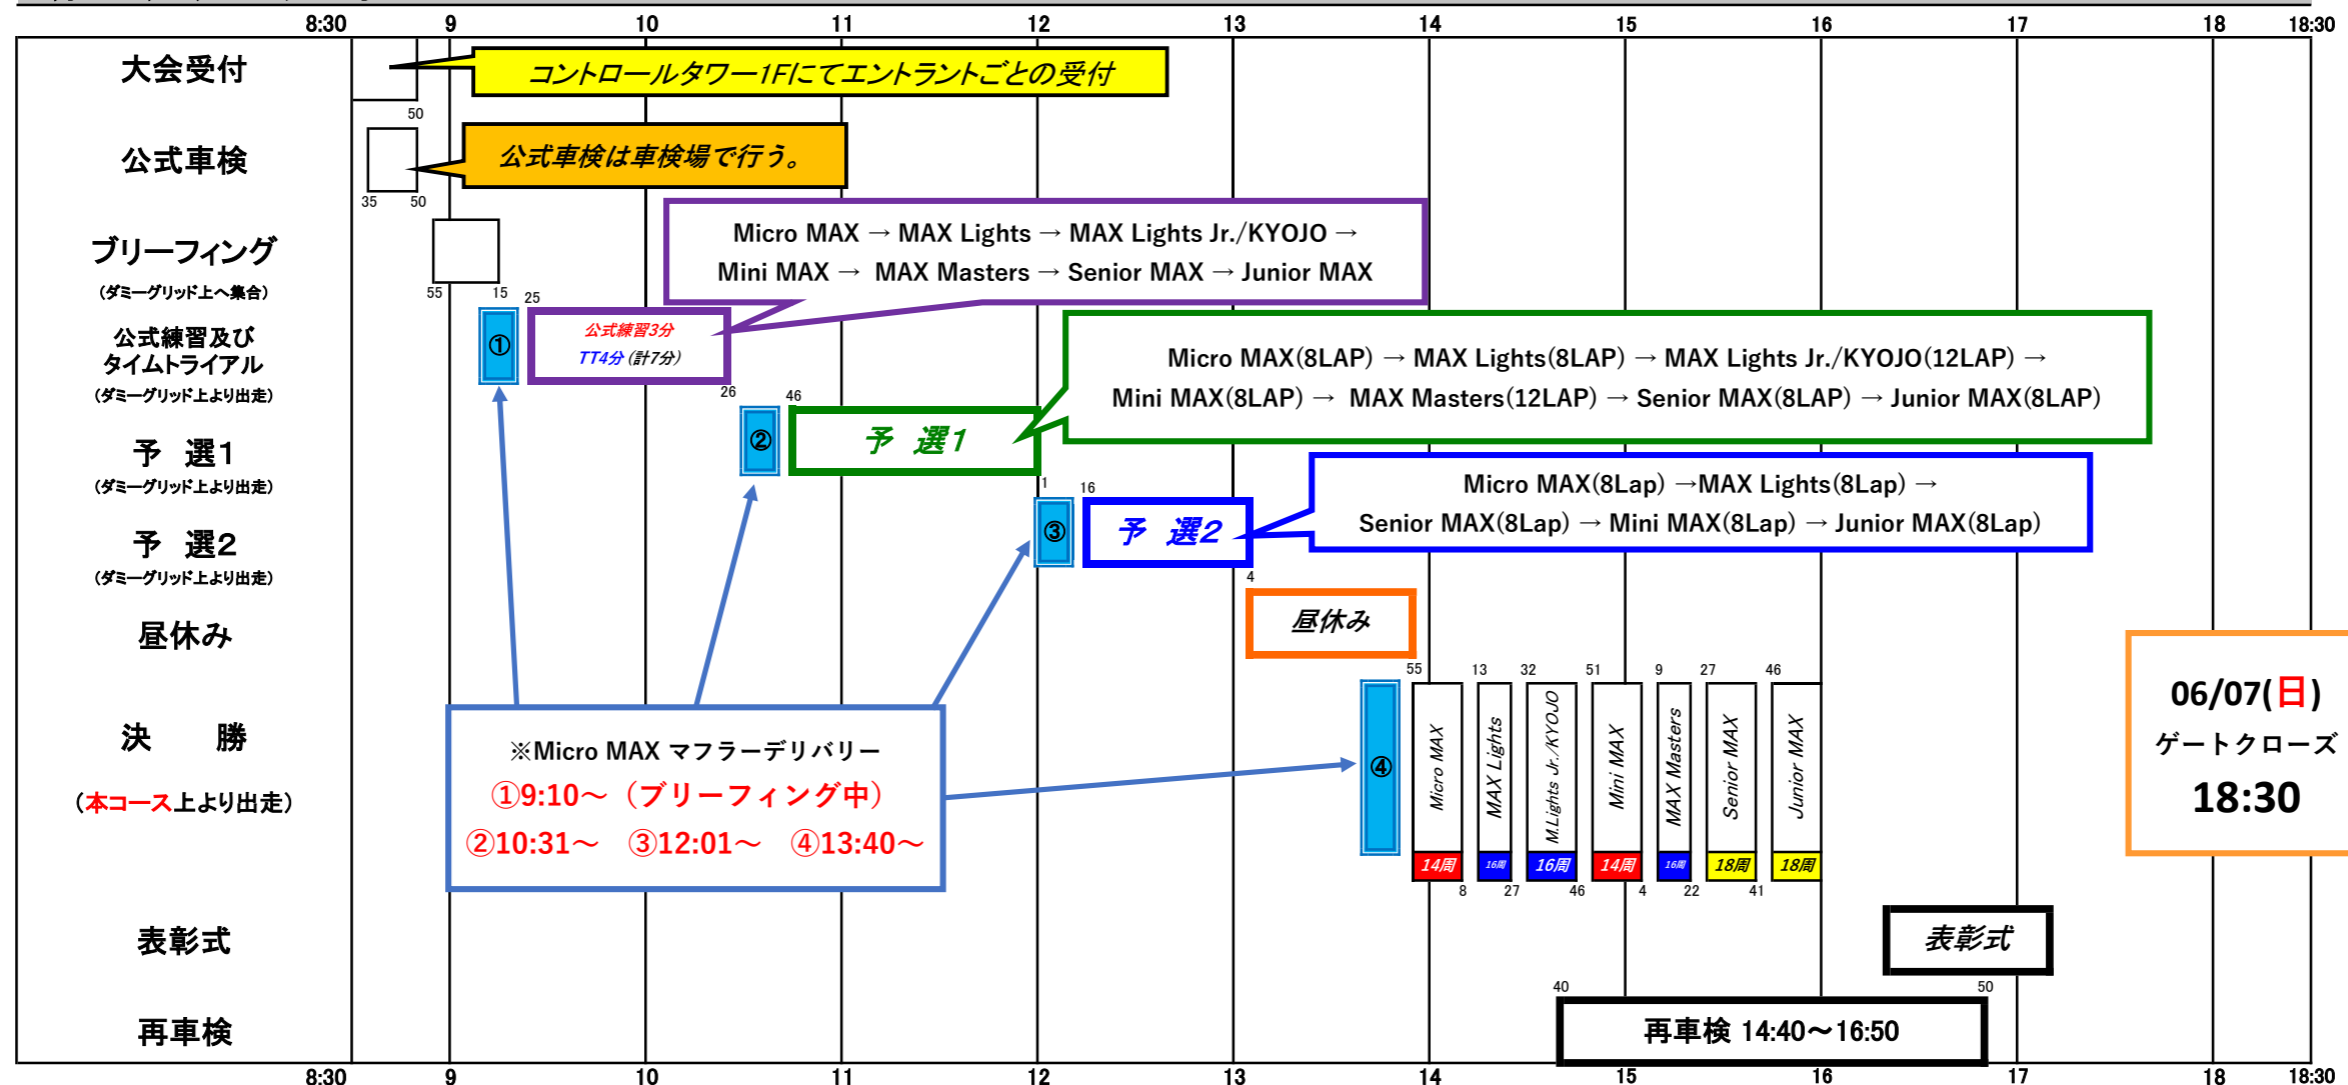 8:30 9 10 11 12 13 14 15 16 17 18 18:30
大会受付
コントロールタワー1Fにてエントラントごとの受付
50
公式車検
公式車検は車検場で行う。
35 50
ブリーフィング
(ダミーグリッド上へ集合)
55 15
Micro MAX → MAX Lights → MAX Lights Jr./KYOJO →
Mini MAX → MAX Masters → Senior MAX → Junior MAX
公式練習及び
タイムトライアル
(ダミーグリッド上より出走)
①
25
公式練習3分
TT4分 (計7分)
26
Micro MAX(8LAP) → MAX Lights(8LAP) → MAX Lights Jr./KYOJO(12LAP) →
Mini MAX(8LAP) → MAX Masters(12LAP) → Senior MAX(8LAP) → Junior MAX(8LAP)
予 選1
(ダミーグリッド上より出走)
②
46
予 選1
1
Micro MAX(8Lap) →MAX Lights(8Lap) →
Senior MAX(8Lap) → Mini MAX(8Lap) → Junior MAX(8Lap)
予 選2
(ダミーグリッド上より出走)
③
16
予 選2
4
昼休み
昼休み
決 勝
(本コース上より出走)
※Micro MAX マフラーデリバリー
①9:10～（ブリーフィング中）
②10:31～ ③12:01～ ④13:40～
④
55 13 32 51 9 27 46
Micro MAX
MAX Lights
M.Lights Jr./KYOJO
Mini MAX
MAX Masters
Senior MAX
Junior MAX
14周 16周 16周 14周 16周 18周 18周
8 27 46 4 22 41
06/07(日)
ゲートクローズ
18:30
表彰式
表彰式
再車検
40 50
再車検 14:40～16:50
8:30 9 10 11 12 13 14 15 16 17 18 18:30